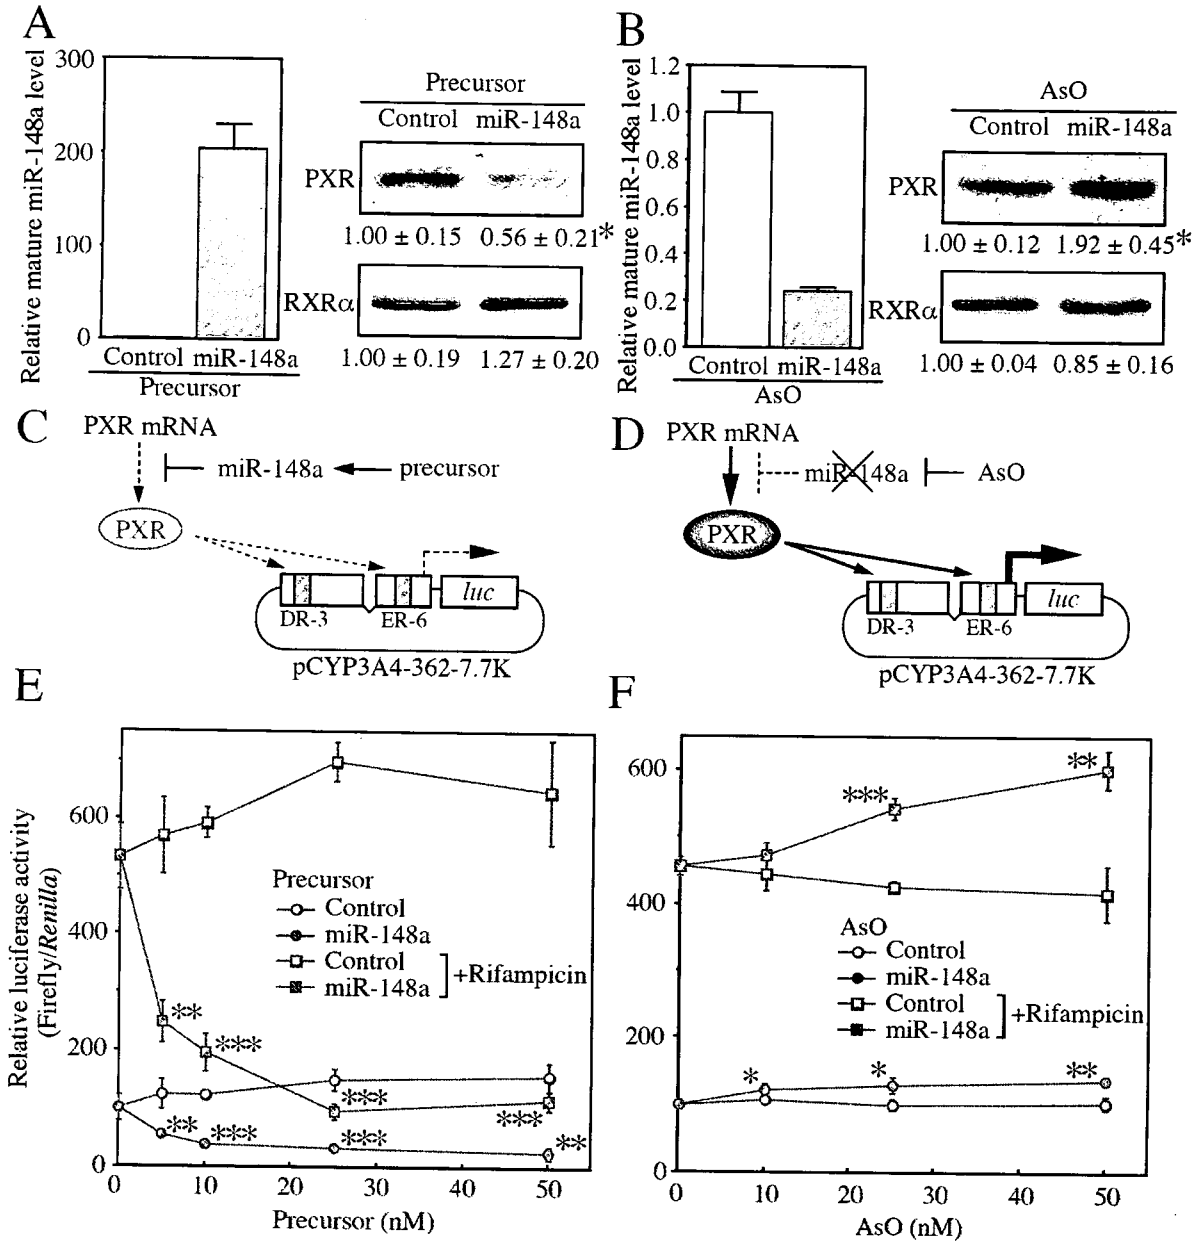 A
Relative mature miR-148a level
300
200
100
0
Control miR-148a
Precursor
Precursor
Control miR-148a
PXR
1.00 ± 0.15 0.56 ± 0.21*
RXRα
1.00 ± 0.19 1.27 ± 0.20
B
Relative mature miR-148a level
1.2
1.0
0.8
0.6
0.4
0.2
0.0
Control miR-148a
AsO
AsO
Control miR-148a
PXR
1.00 ± 0.12 1.92 ± 0.45*
RXRα
1.00 ± 0.04 0.85 ± 0.16
C
PXR mRNA
miR-148a
precursor
PXR
luc
DR-3
ER-6
pCYP3A4-362-7.7K
D
PXR mRNA
miR-148a
AsO
PXR
luc
DR-3
ER-6
pCYP3A4-362-7.7K
E
Relative luciferase activity
(Firefly/Renilla)
600
400
200
0
Precursor
Control
miR-148a
Control
miR-148a
+Rifampicin
**
***
***
***
**
***
***
**
0 10 20 30 40 50
Precursor (nM)
F
600
400
200
0
***
**
AsO
Control
miR-148a
Control
miR-148a
+Rifampicin
*
*
**
0 10 20 30 40 50
AsO (nM)